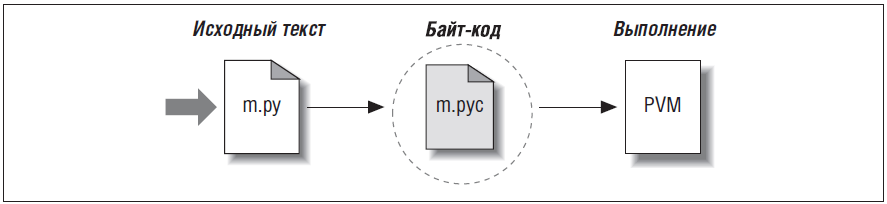 Исходный текст
Байт-код
Выполнение
m.py
m.pyc
PVM